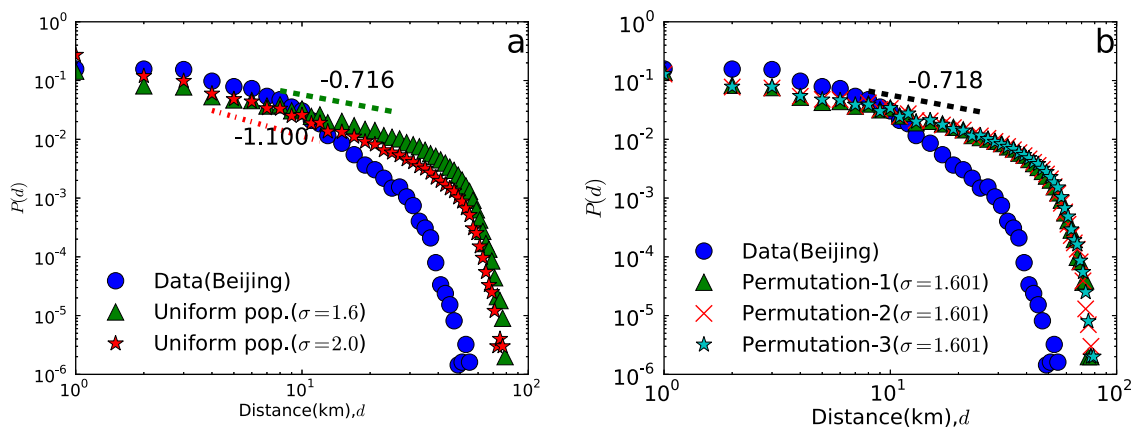 a
10^0
10^-1
10^-2
10^-3
10^-4
10^-5
10^-6
P(d)
-0.716
-1.100
Data(Beijing)
Uniform pop.(σ=1.6)
Uniform pop.(σ=2.0)
10^0
10^1
10^2
Distance(km),d
b
10^0
10^-1
10^-2
10^-3
10^-4
10^-5
10^-6
P(d)
-0.718
Data(Beijing)
Permutation-1(σ=1.601)
Permutation-2(σ=1.601)
Permutation-3(σ=1.601)
10^0
10^1
10^2
Distance(km),d